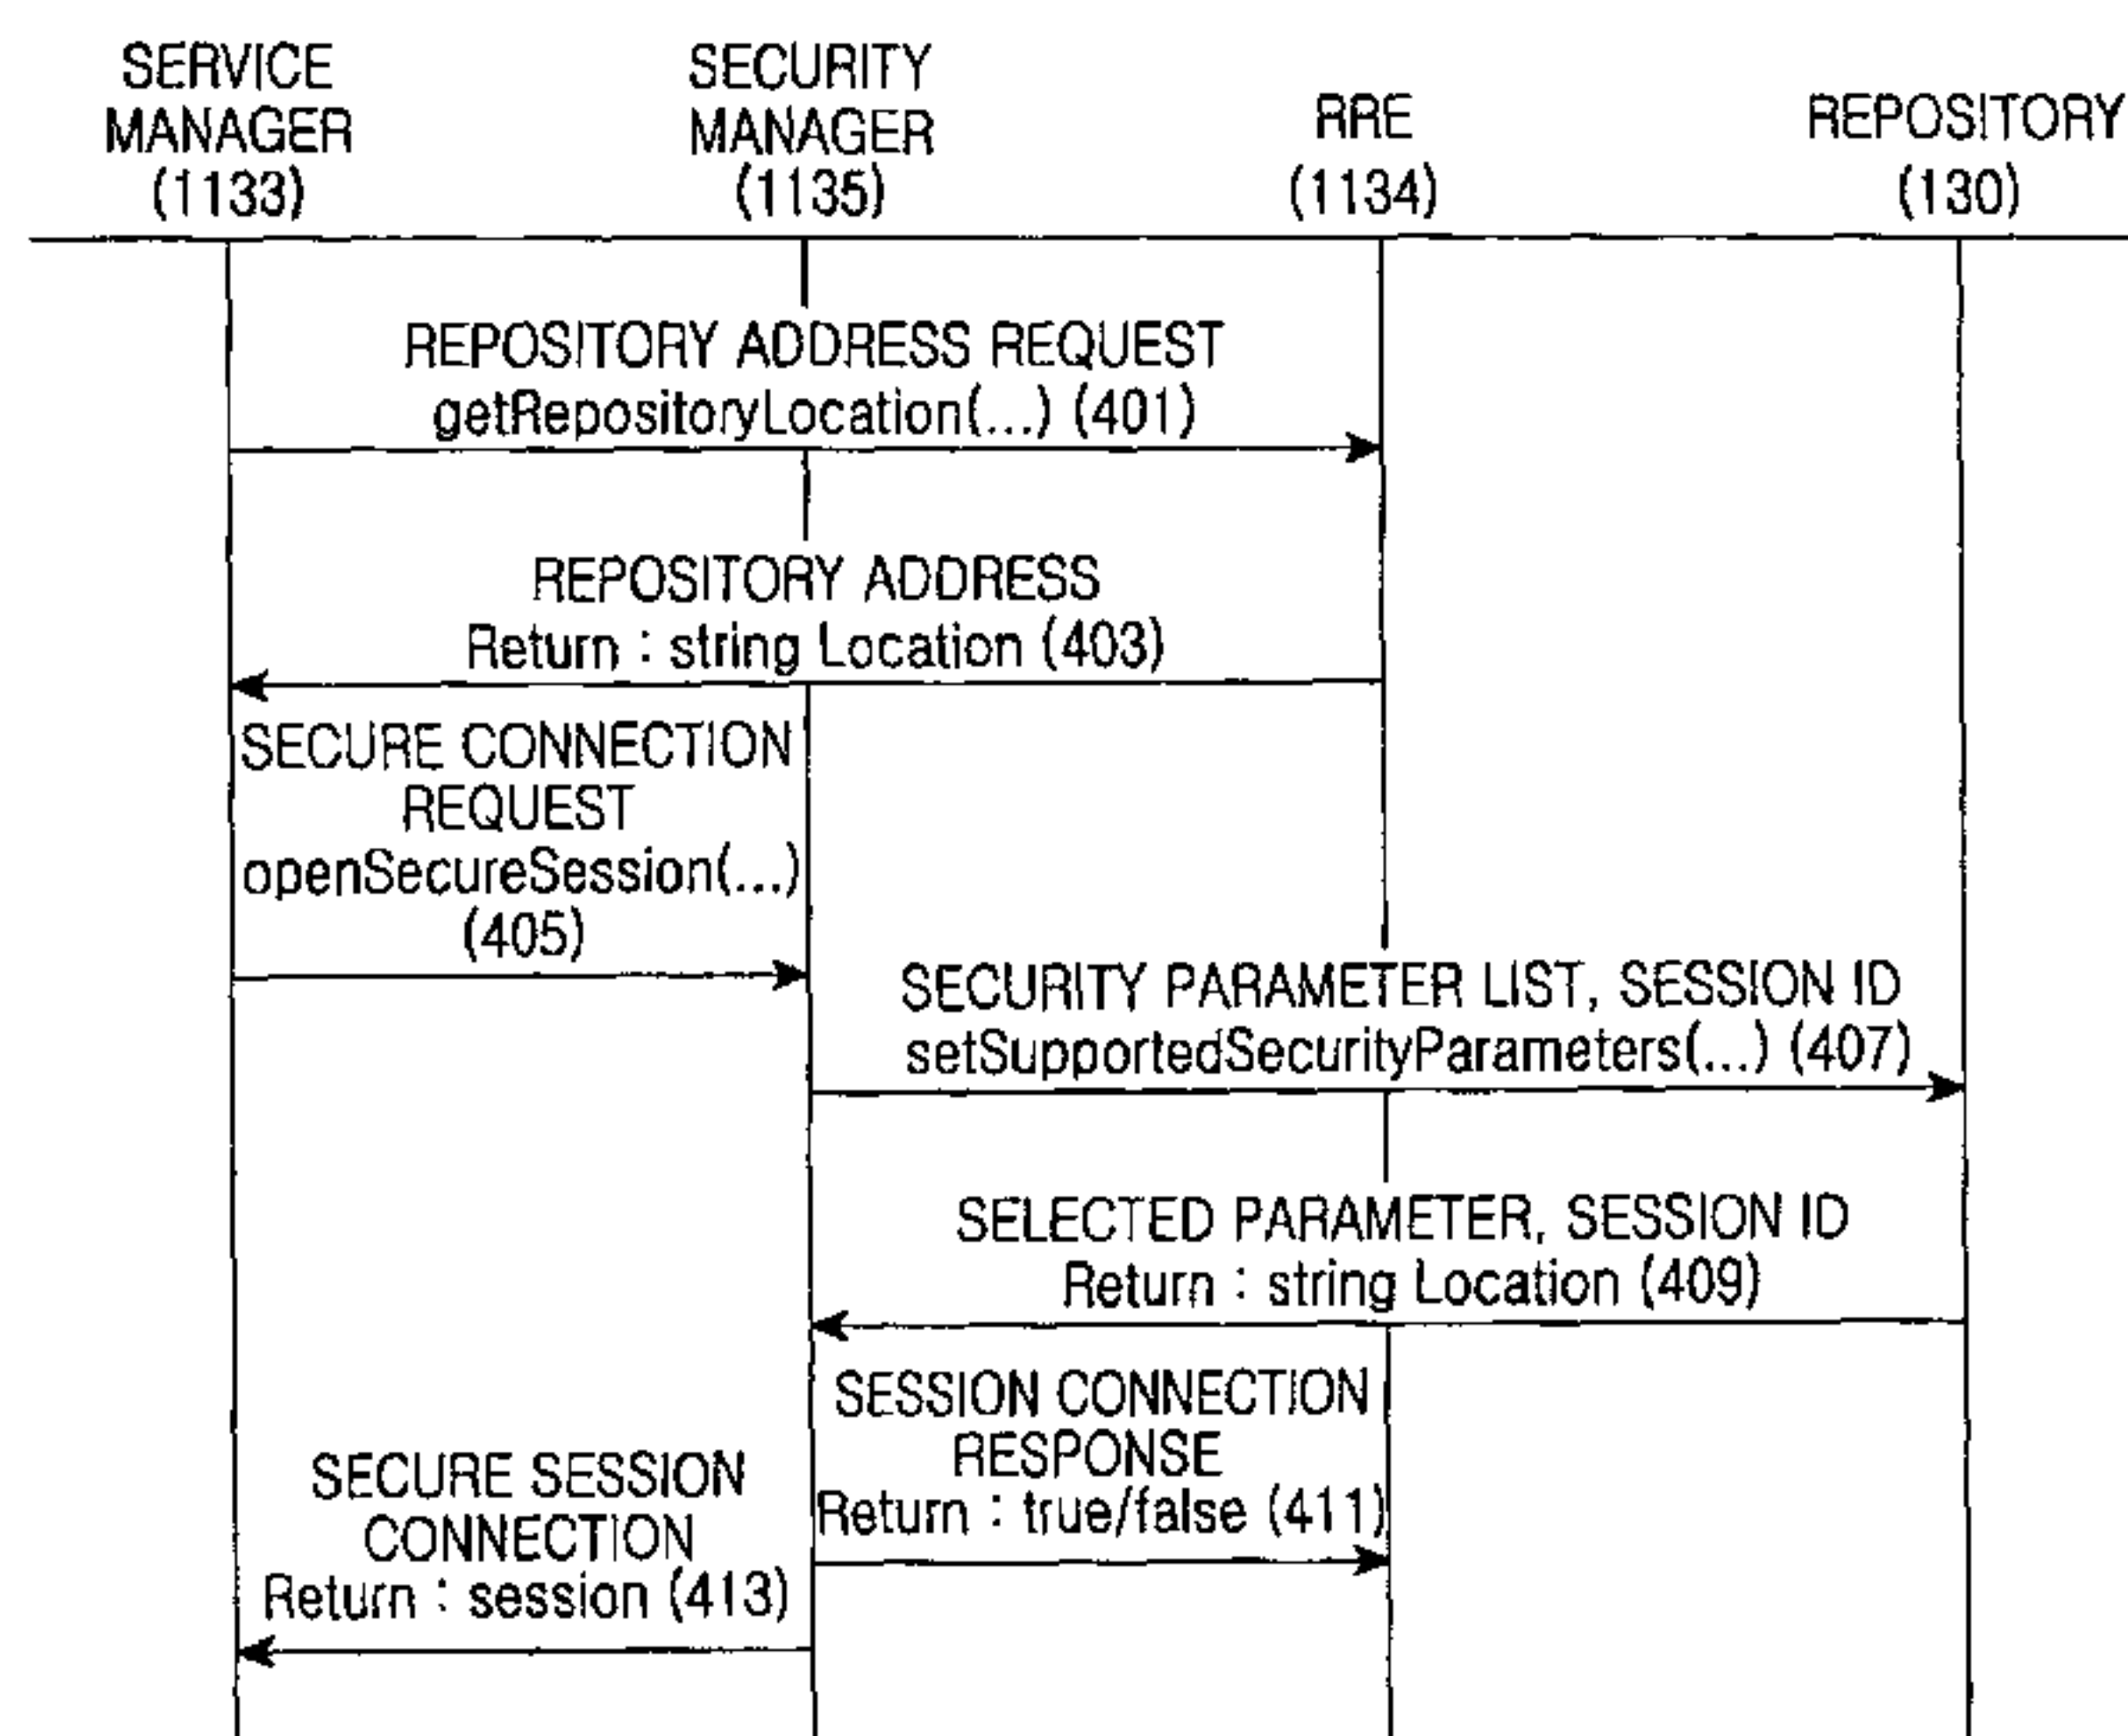 SERVICE
MANAGER
(1133)
SECURITY
MANAGER
(1135)
RRE
(1134)
REPOSITORY
(130)
REPOSITORY ADDRESS REQUEST
getRepositoryLocation(...) (401)
REPOSITORY ADDRESS
Return : string Location (403)
SECURE CONNECTION
REQUEST
openSecureSession(...)
(405)
SECURITY PARAMETER LIST, SESSION ID
setSupportedSecurityParameters(...) (407)
SELECTED PARAMETER, SESSION ID
Return : string Location (409)
SESSION CONNECTION
RESPONSE
Return : true/false (411)
SECURE SESSION
CONNECTION
Return : session (413)